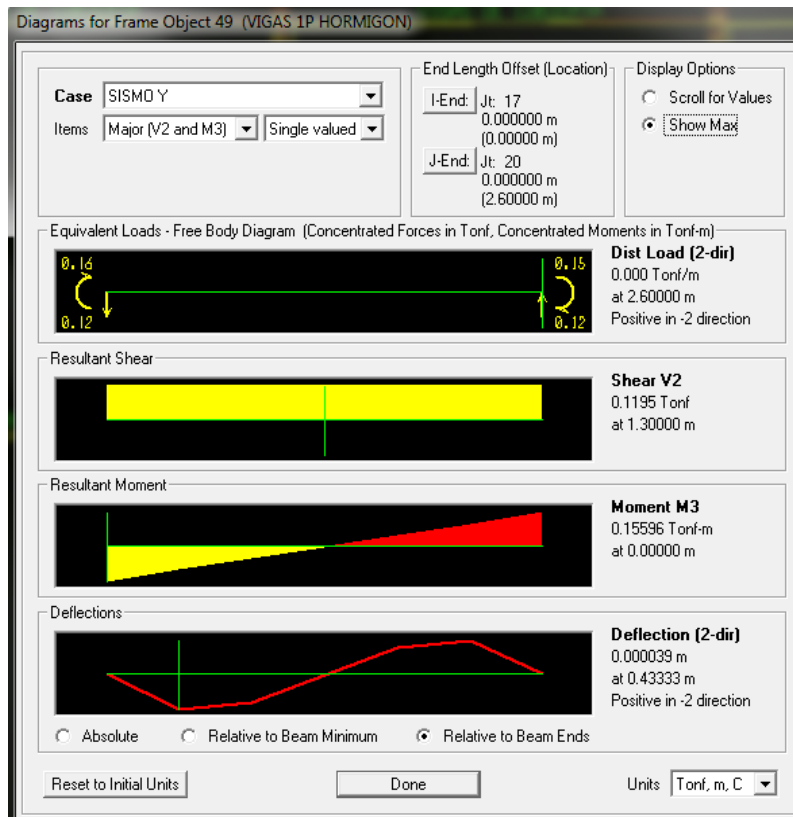 Diagrams for Frame Object 49 (VIGAS 1P HORMIGON)
Case SISMO Y
Items Major (V2 and M3) Single valued
End Length Offset (Location)
I-End: Jt: 17
0.000000 m
(0.00000 m)
J-End: Jt: 20
0.000000 m
(2.60000 m)
Display Options
Scroll for Values
Show Max
Equivalent Loads - Free Body Diagram (Concentrated Forces in Tonf, Concentrated Moments in Tonf-m)
0.16 0.15
0.12 0.12
Dist Load (2-dir)
0.000 Tonf/m
at 2.60000 m
Positive in -2 direction
Resultant Shear
Shear V2
0.1195 Tonf
at 1.30000 m
Resultant Moment
Moment M3
0.15596 Tonf-m
at 0.00000 m
Deflections
Deflection (2-dir)
0.000039 m
at 0.43333 m
Positive in -2 direction
Absolute Relative to Beam Minimum Relative to Beam Ends
Reset to Initial Units Done Units Tonf, m, C